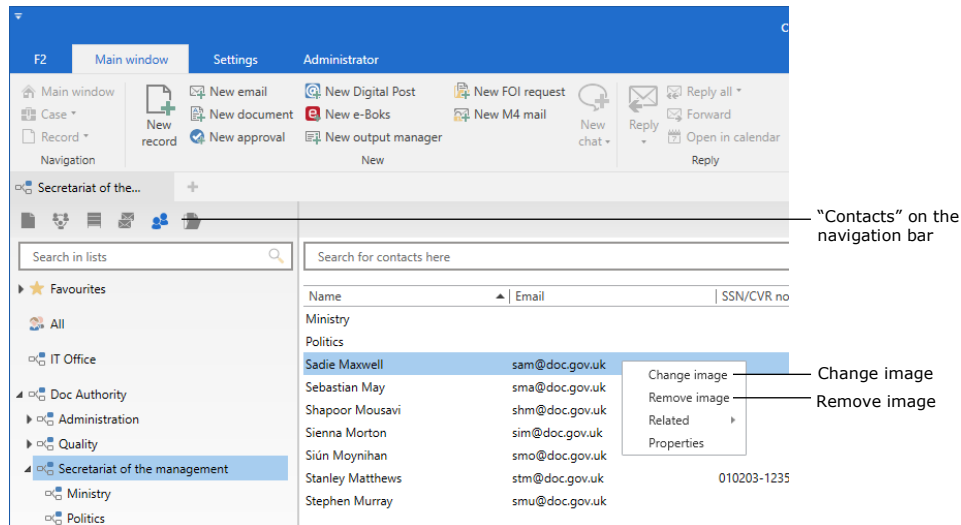 C
F2 Main window Settings Administrator
Main window
Case
Record
Navigation
New record
New email
New document
New approval
New Digital Post
New e-Boks
New output manager
New FOI request
New M4 mail
New chat
New
Reply
Reply all
Forward
Open in calendar
Reply
Secretariat of the... +
"Contacts" on the
navigation bar
Search in lists
Search for contacts here
Favourites
All
IT Office
Doc Authority
Administration
Quality
Secretariat of the management
Ministry
Politics
Name Email SSN/CVR no
Ministry
Politics
Sadie Maxwell sam@doc.gov.uk
Sebastian May sma@doc.gov.uk
Shapoor Mousavi shm@doc.gov.uk
Sienna Morton sim@doc.gov.uk
Siún Moynihan smo@doc.gov.uk
Stanley Matthews stm@doc.gov.uk 010203-1235
Stephen Murray smu@doc.gov.uk
Change image
Remove image
Related
Properties
Change image
Remove image